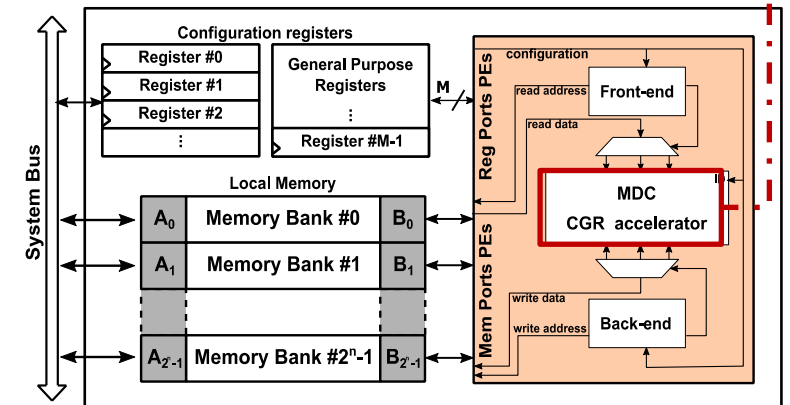 Configuration registers
Register #0
Register #1
Register #2
⋮
General Purpose
Registers
⋮
Register #M-1
M
System Bus
Local Memory
A₀ Memory Bank #0 B₀
A₁ Memory Bank #1 B₁
A₂ⁿ₋₁ Memory Bank #2ⁿ-1 B₂ⁿ₋₁
Reg Ports PEs
Mem Ports PEs
configuration
read address
Front-end
read data
MDC
CGR accelerator
write data
write address
Back-end